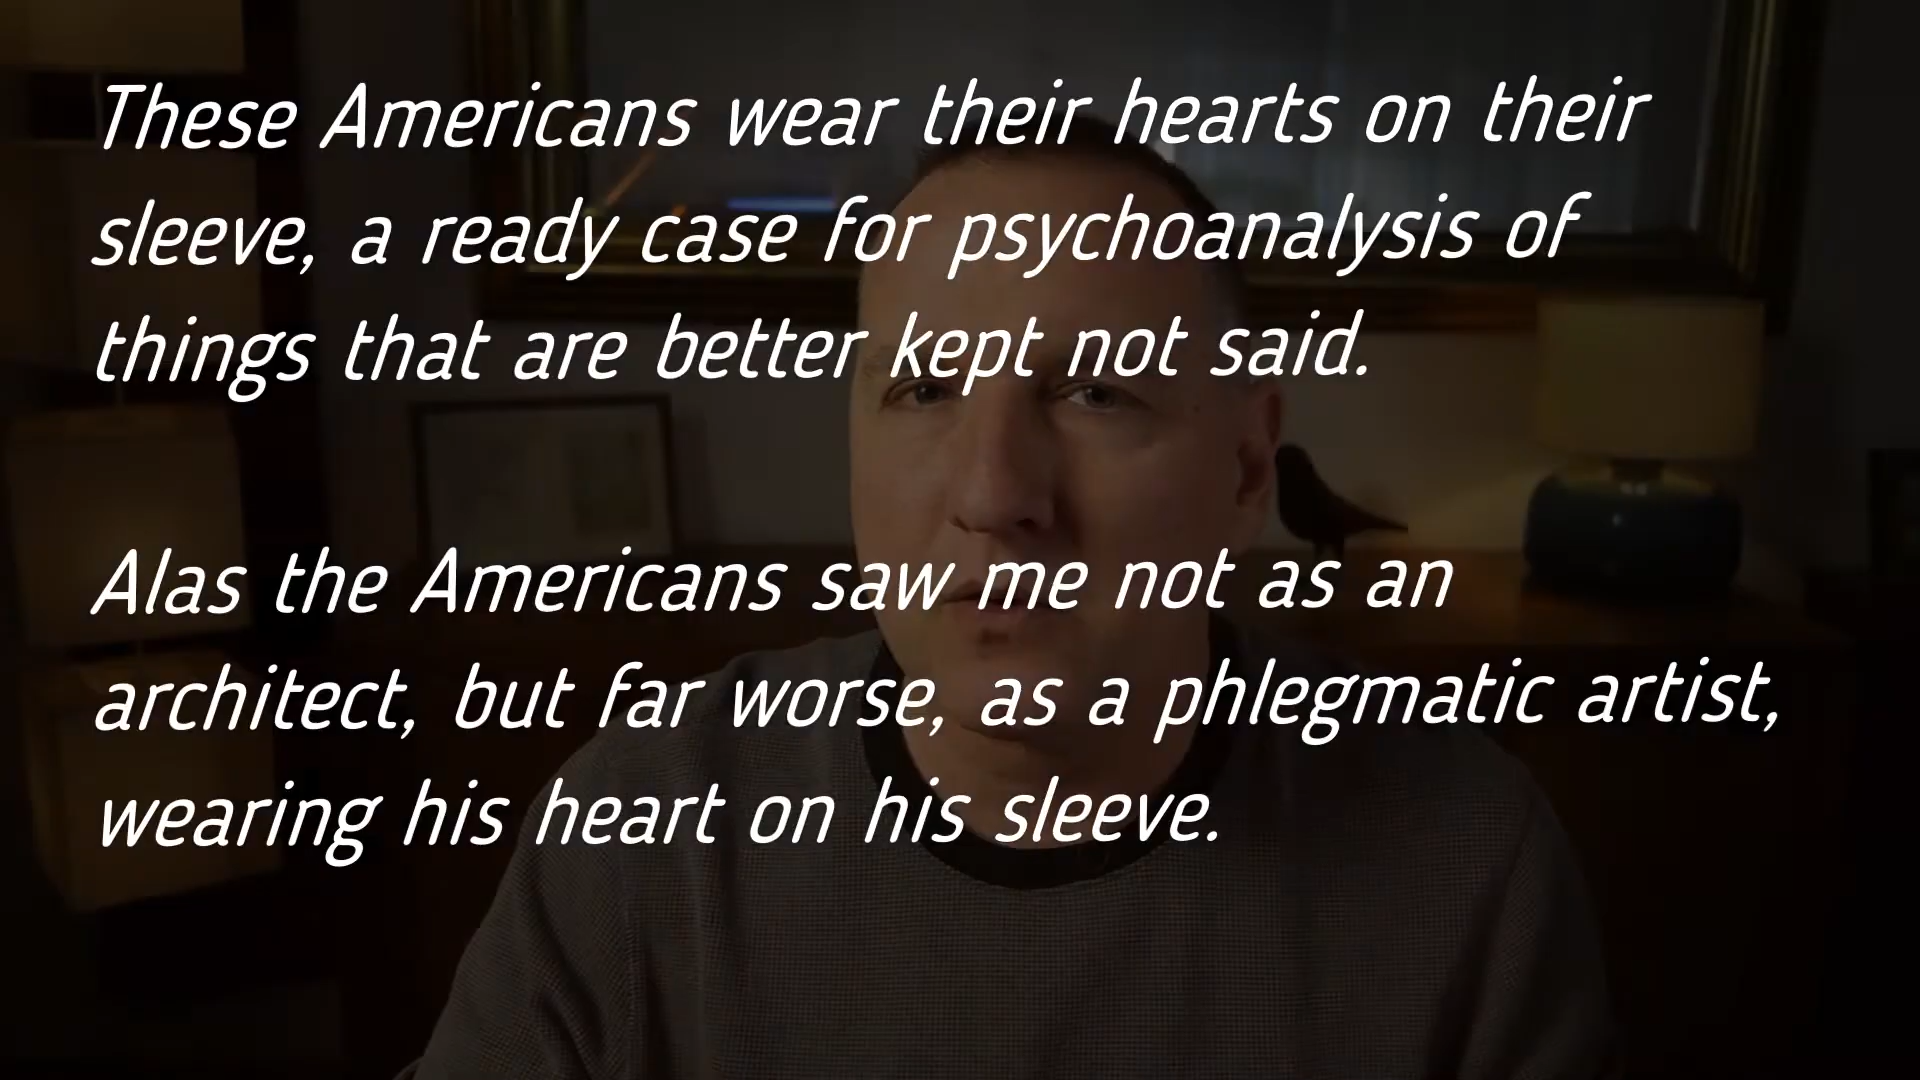 These Americans wear their hearts on their
sleeve, a ready case for psychoanalysis of
things that are better kept not said.
Alas the Americans saw me not as an
architect, but far worse, as a phlegmatic artist,
wearing his heart on his sleeve.